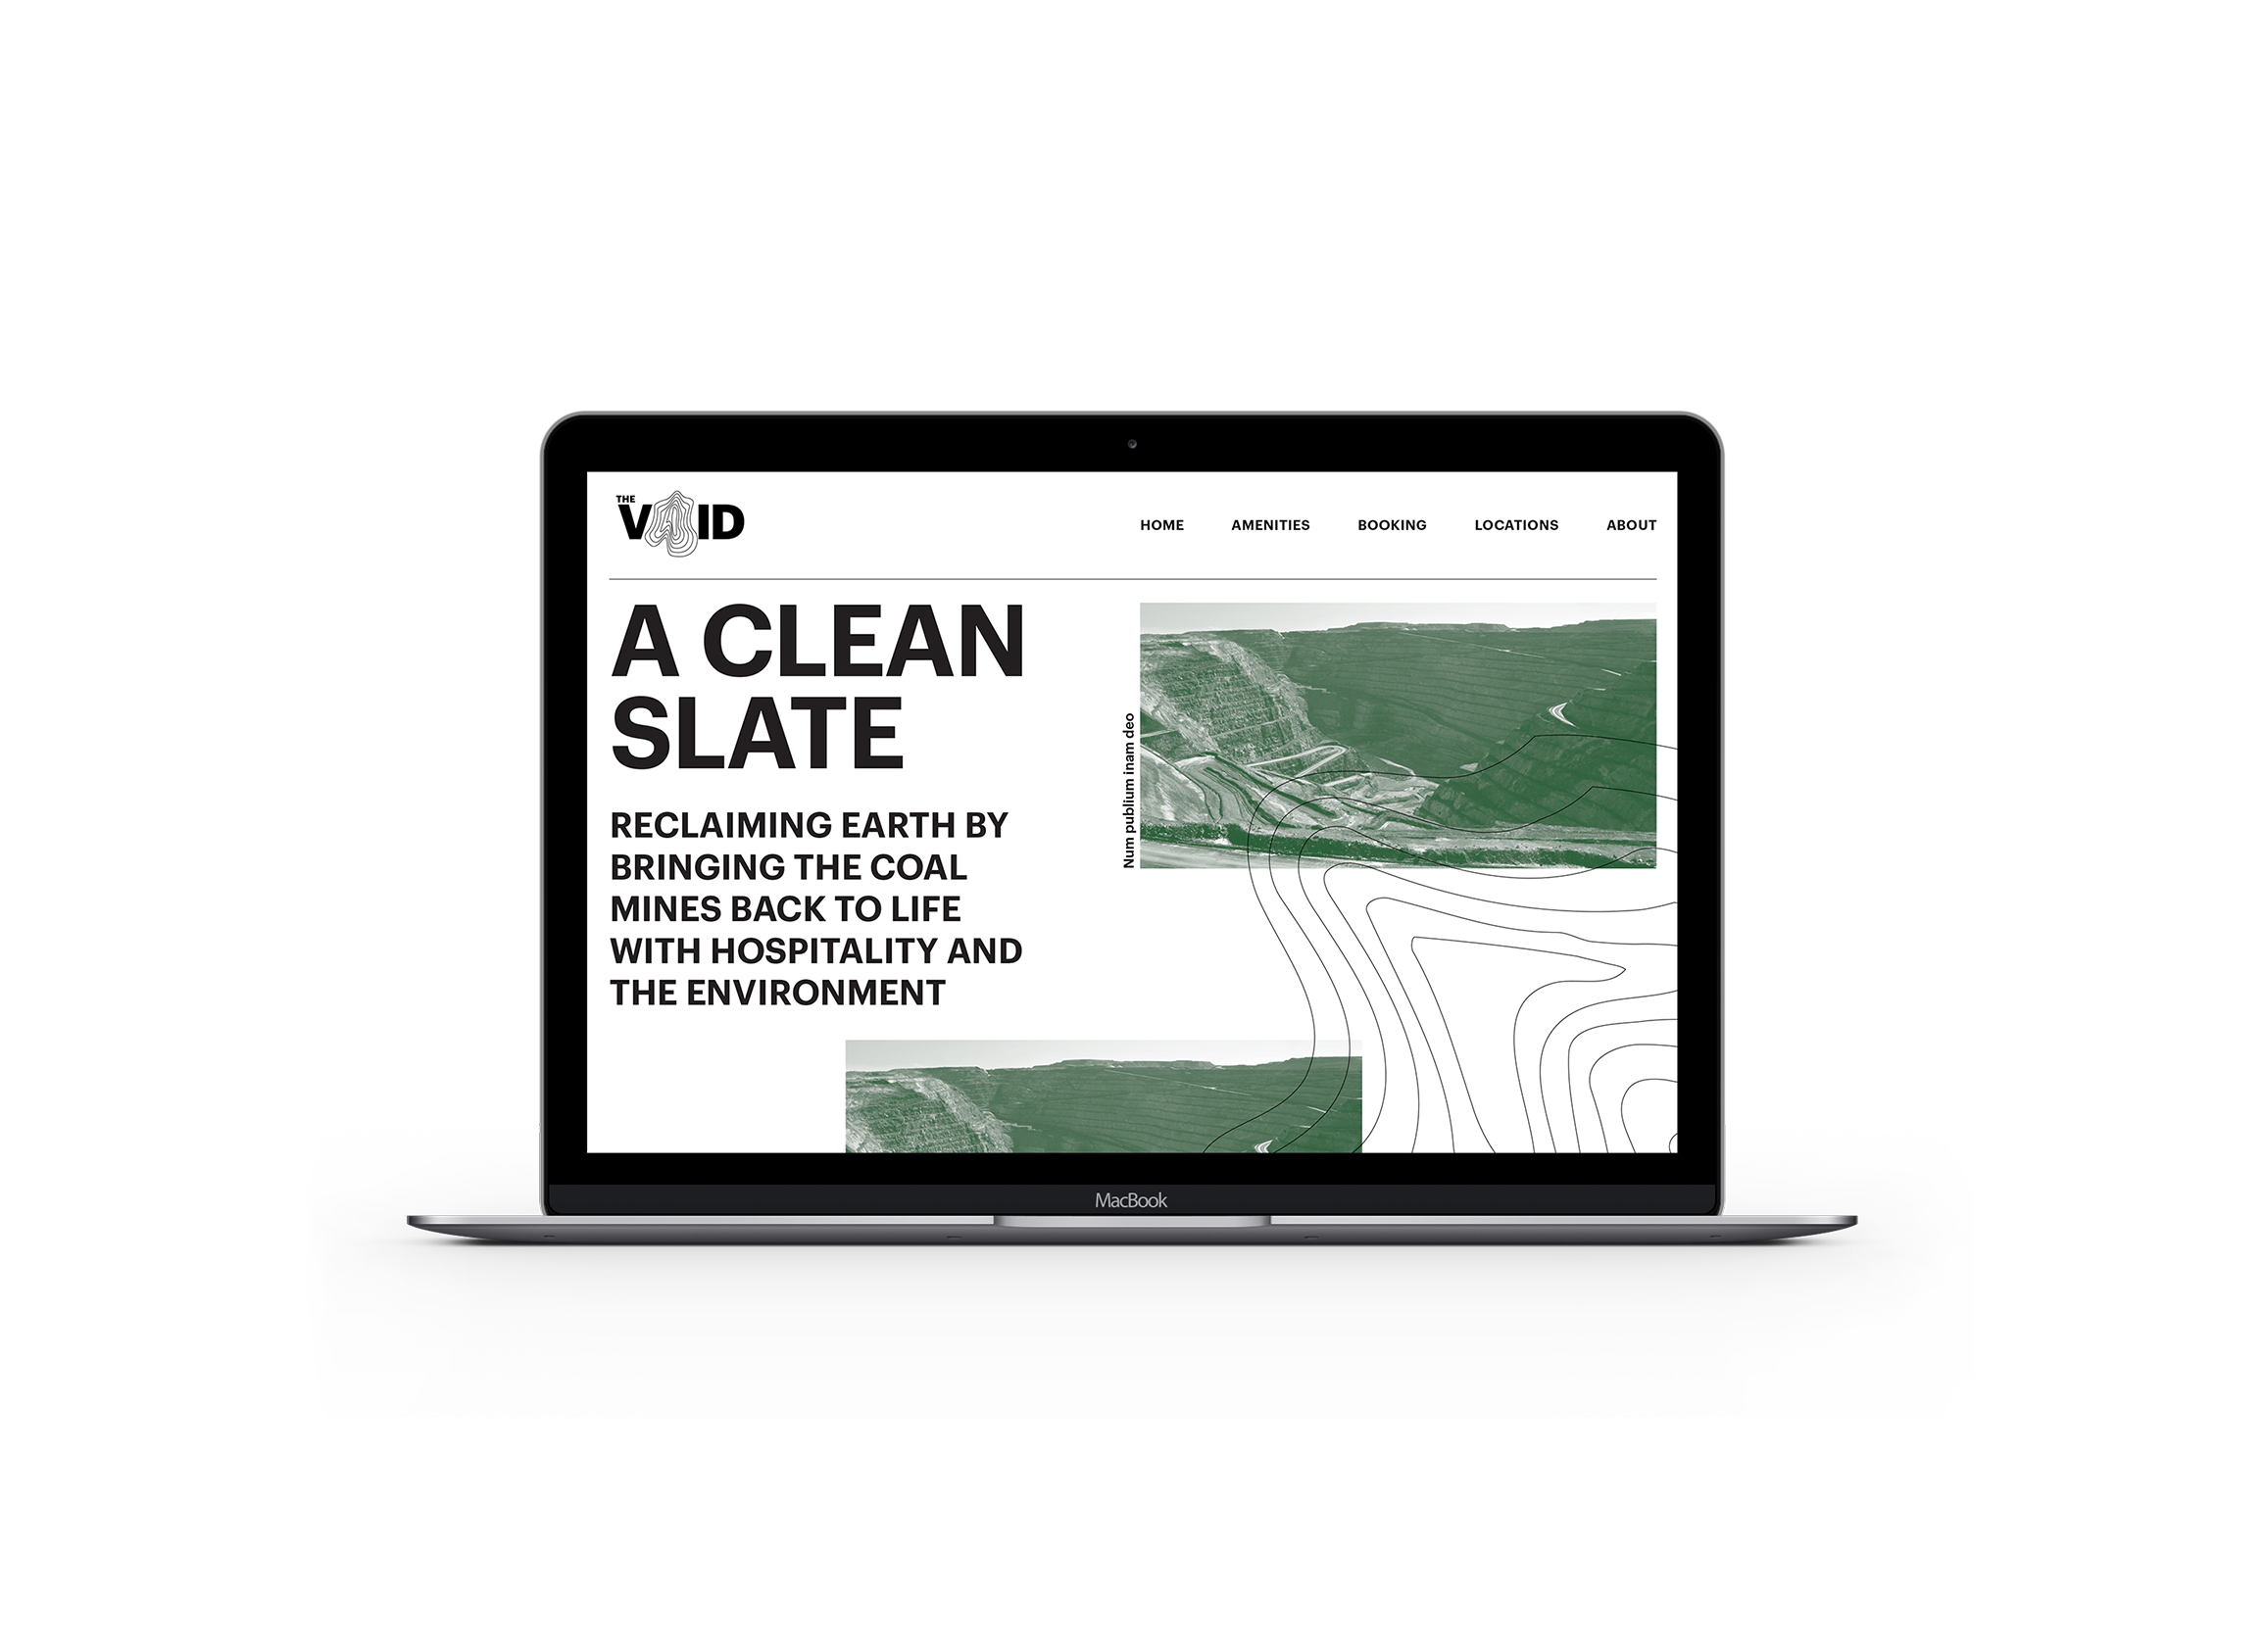 THE
VOID
HOME AMENITIES BOOKING LOCATIONS ABOUT
A CLEAN
SLATE
RECLAIMING EARTH BY
BRINGING THE COAL
MINES BACK TO LIFE
WITH HOSPITALITY AND
THE ENVIRONMENT
Num publium inam deo
MacBook